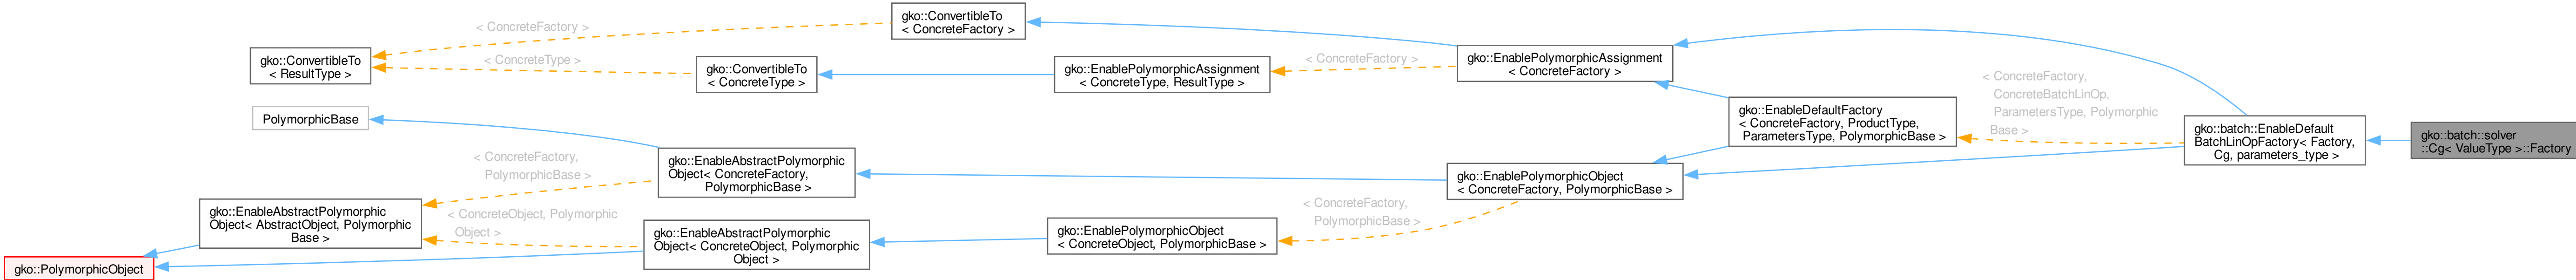 gko::ConvertibleTo
< ConcreteFactory >
< ConcreteFactory >
gko::ConvertibleTo
< ResultType >
< ConcreteType >
gko::ConvertibleTo
< ConcreteType >
gko::EnablePolymorphicAssignment
< ConcreteType, ResultType >
< ConcreteFactory >
gko::EnablePolymorphicAssignment
< ConcreteFactory >
PolymorphicBase
gko::EnableDefaultFactory
< ConcreteFactory, ProductType,
ParametersType, PolymorphicBase >
< ConcreteFactory,
ConcreteBatchLinOp,
ParametersType, Polymorphic
Base >
gko::batch::EnableDefault
BatchLinOpFactory< Factory,
Cg, parameters_type >
gko::batch::solver
::Cg< ValueType >::Factory
< ConcreteFactory,
PolymorphicBase >
gko::EnableAbstractPolymorphic
Object< ConcreteFactory,
PolymorphicBase >
gko::EnablePolymorphicObject
< ConcreteFactory, PolymorphicBase >
gko::EnableAbstractPolymorphic
Object< AbstractObject, Polymorphic
Base >
< ConcreteObject, Polymorphic
Object >
gko::EnableAbstractPolymorphic
Object< ConcreteObject, Polymorphic
Object >
gko::EnablePolymorphicObject
< ConcreteObject, PolymorphicBase >
< ConcreteFactory,
PolymorphicBase >
gko::PolymorphicObject